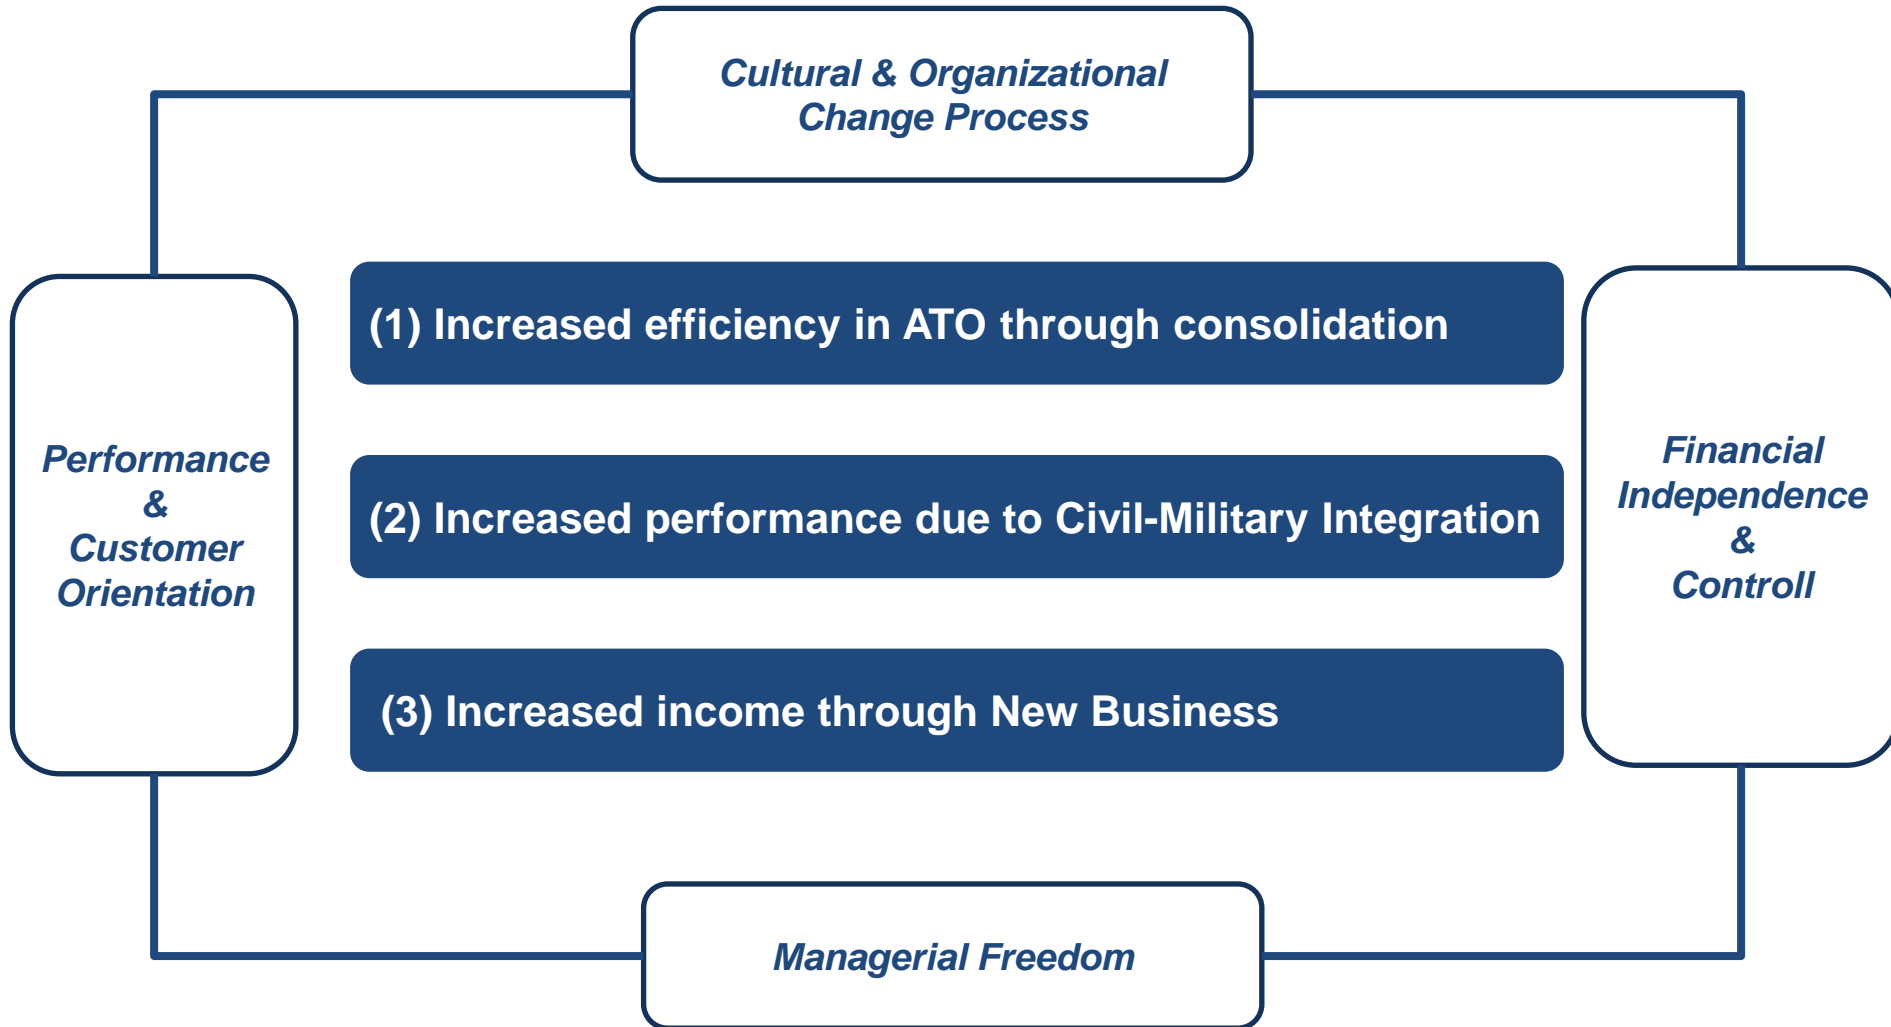 Cultural & Organizational
Change Process
(1) Increased efficiency in ATO through consolidation
(2) Increased performance due to Civil-Military Integration
(3) Increased income through New Business
Performance
&
Customer
Orientation
Financial
Independence
&
Controll
Managerial Freedom